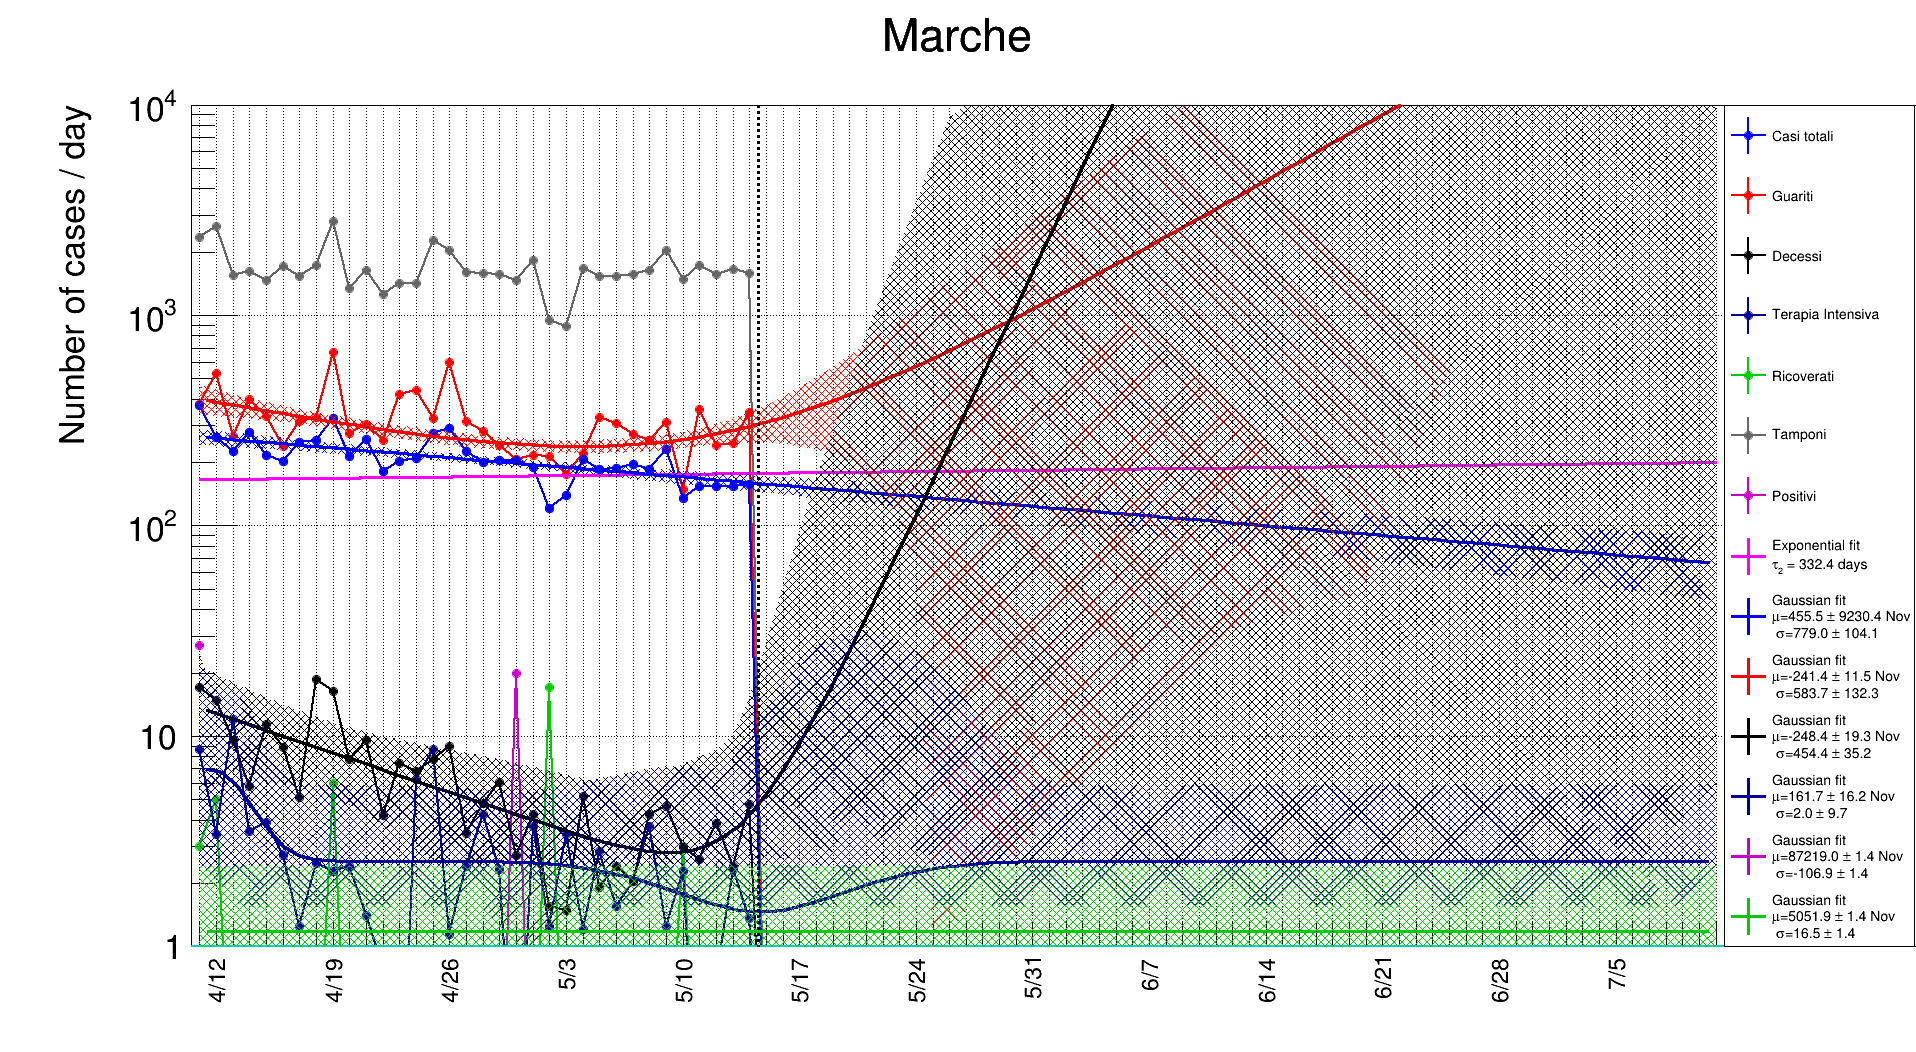 Marche
Number of cases / day
10⁴
10³
10²
10
1
4/12
4/19
4/26
5/3
5/10
5/17
5/24
5/31
6/7
6/14
6/21
6/28
7/5
Casi totali
Guariti
Decessi
Terapia Intensiva
Ricoverati
Tamponi
Positivi
Exponential fit
τ₂ = 332.4 days
Gaussian fit
μ=455.5 ± 9230.4 Nov
σ=779.0 ± 104.1
Gaussian fit
μ=-241.4 ± 11.5 Nov
σ=583.7 ± 132.3
Gaussian fit
μ=-248.4 ± 19.3 Nov
σ=454.4 ± 35.2
Gaussian fit
μ=161.7 ± 16.2 Nov
σ=2.0 ± 9.7
Gaussian fit
μ=87219.0 ± 1.4 Nov
σ=-106.9 ± 1.4
Gaussian fit
μ=5051.9 ± 1.4 Nov
σ=16.5 ± 1.4